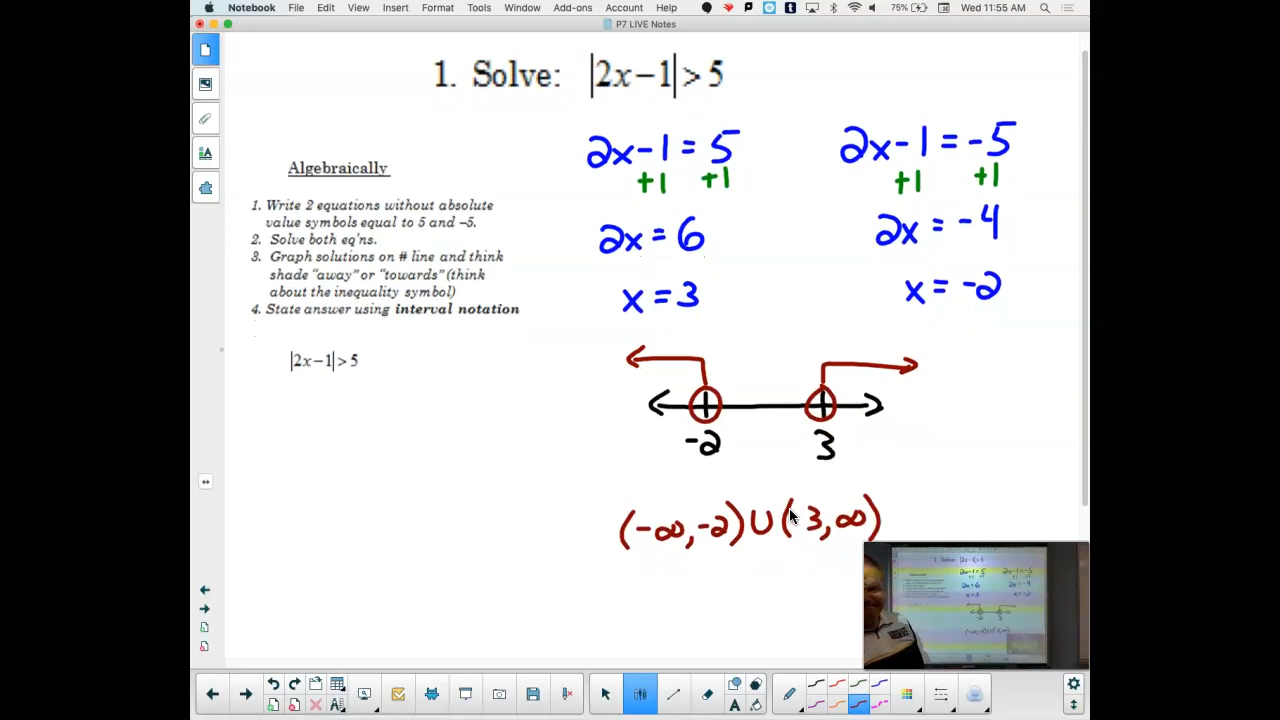 Notebook File Edit View Insert Format Tools Window Add-ons Account Help 75% Wed 11:55 AM
P7 LIVE Notes
1. Solve: |2x−1| > 5
2x-1 = 5
+1 +1
2x = 6
x = 3
2x-1 = -5
+1 +1
2x = -4
x = -2
Algebraically
1. Write 2 equations without absolute
value symbols equal to 5 and –5.
2. Solve both eq'ns.
3. Graph solutions on # line and think
shade "away" or "towards" (think
about the inequality symbol)
4. State answer using interval notation
|2x−1| > 5
-2 3
(-∞,-2)∪(3,∞)